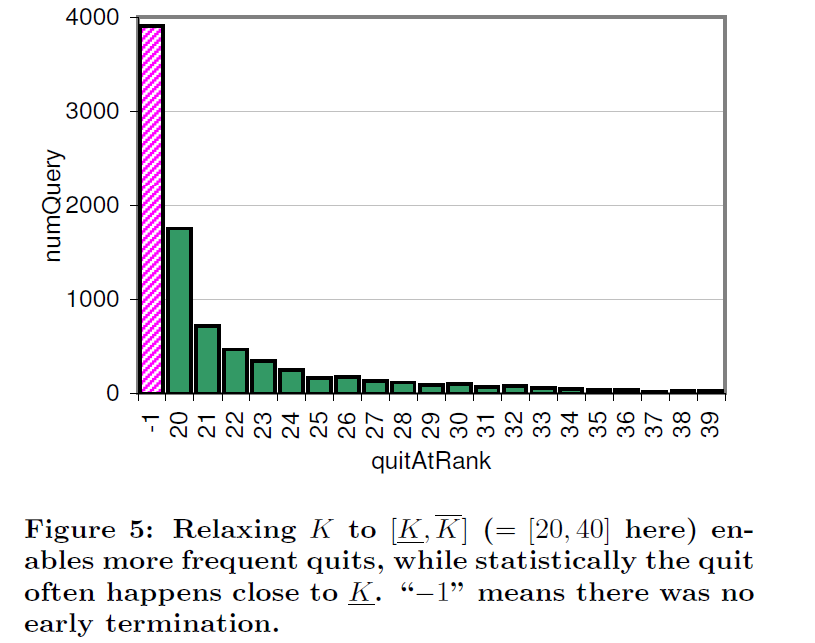 4000
3000
2000
1000
0
numQuery
-1 20 21 22 23 24 25 26 27 28 29 30 31 32 33 34 35 36 37 38 39
quitAtRank
Figure 5: Relaxing K to [K, K̅] (= [20, 40] here) en-
ables more frequent quits, while statistically the quit
often happens close to K. “−1” means there was no
early termination.